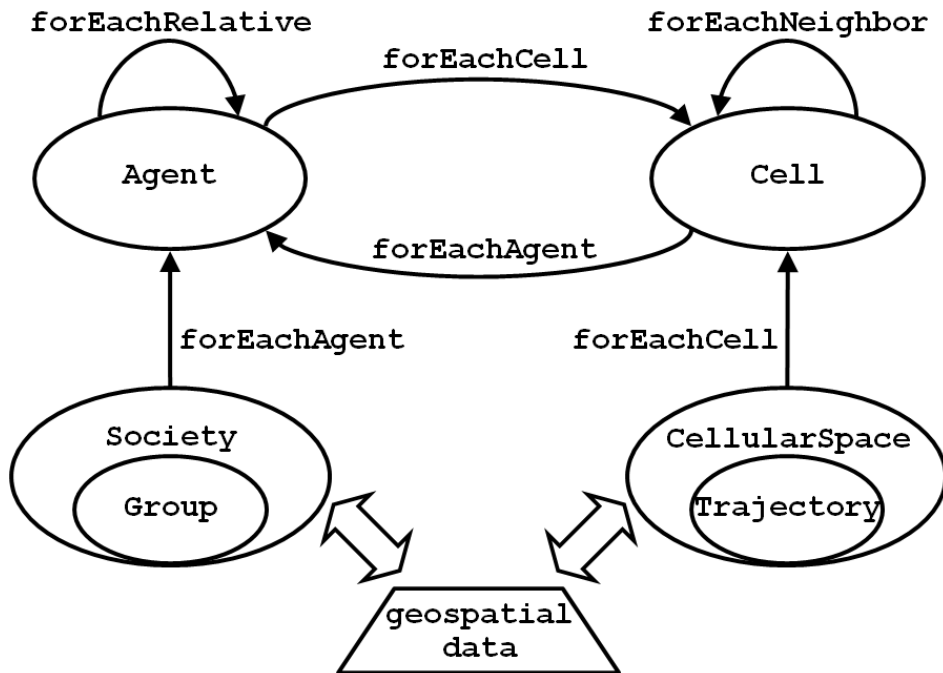 forEachRelative
forEachNeighbor
forEachCell
Agent
Cell
forEachAgent
forEachAgent
forEachCell
Society
CellularSpace
Group
Trajectory
geospatial
data